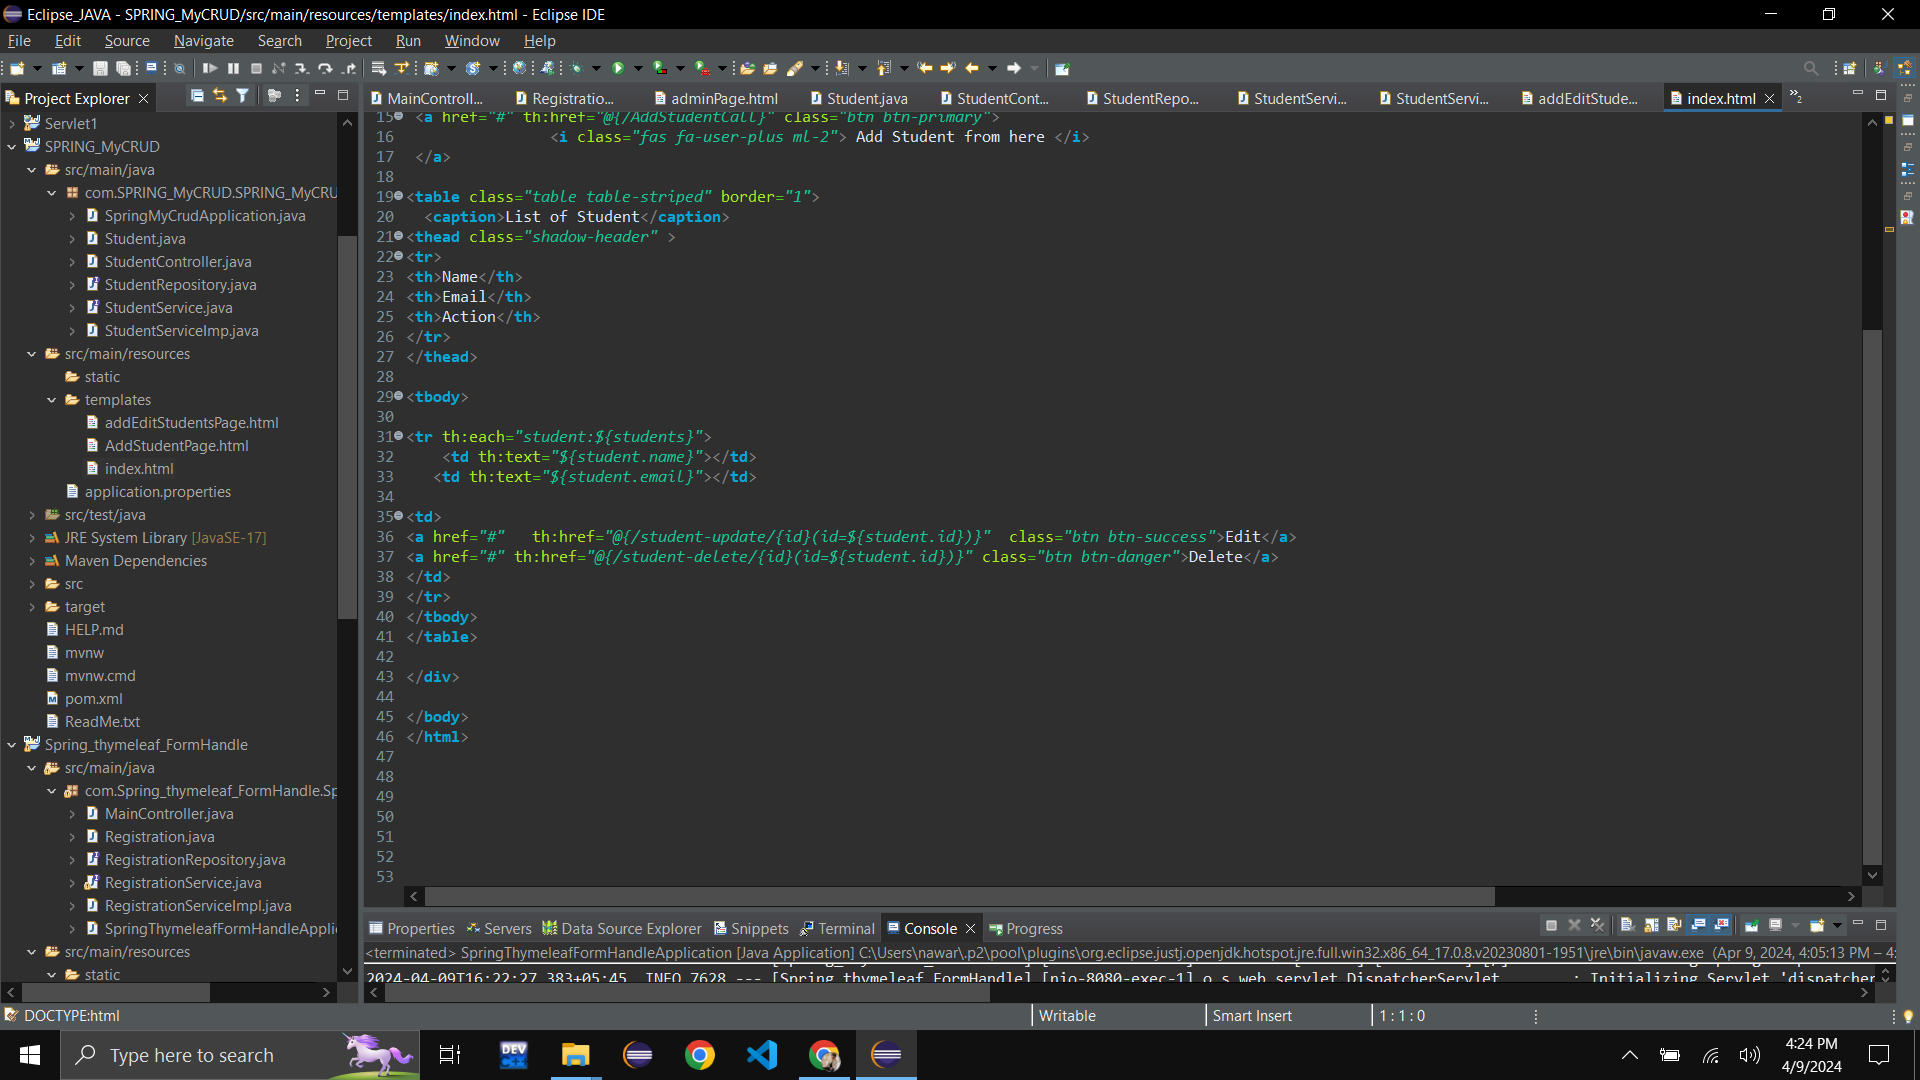 Eclipse_JAVA - SPRING_MyCRUD/src/main/resources/templates/index.html - Eclipse IDE
File Edit Source Navigate Search Project Run Window Help
Project Explorer
MainControll... Registratio... adminPage.html Student.java StudentCont... StudentRepo... StudentServi... StudentServi... addEditStude... index.html »2
Servlet1
SPRING_MyCRUD
src/main/java
com.SPRING_MyCRUD.SPRING_MyCRU
SpringMyCrudApplication.java
Student.java
StudentController.java
StudentRepository.java
StudentService.java
StudentServiceImp.java
src/main/resources
static
templates
addEditStudentsPage.html
AddStudentPage.html
index.html
application.properties
src/test/java
JRE System Library [JavaSE-17]
Maven Dependencies
src
target
HELP.md
mvnw
mvnw.cmd
pom.xml
ReadMe.txt
Spring_thymeleaf_FormHandle
src/main/java
com.Spring_thymeleaf_FormHandle.Sp
MainController.java
Registration.java
RegistrationRepository.java
RegistrationService.java
RegistrationServiceImpl.java
SpringThymeleafFormHandleAppli
src/main/resources
static
15 <a href="#" th:href="@{/AddStudentCall}" class="btn btn-primary">
16 <i class="fas fa-user-plus ml-2"> Add Student from here </i>
17 </a>
18
19 <table class="table table-striped" border="1">
20 <caption>List of Student</caption>
21 <thead class="shadow-header" >
22 <tr>
23 <th>Name</th>
24 <th>Email</th>
25 <th>Action</th>
26 </tr>
27 </thead>
28
29 <tbody>
30
31 <tr th:each="student:${students}">
32 <td th:text="${student.name}"></td>
33 <td th:text="${student.email}"></td>
34
35 <td>
36 <a href="#" th:href="@{/student-update/{id}(id=${student.id})}" class="btn btn-success">Edit</a>
37 <a href="#" th:href="@{/student-delete/{id}(id=${student.id})}" class="btn btn-danger">Delete</a>
38 </td>
39 </tr>
40 </tbody>
41 </table>
42
43 </div>
44
45 </body>
46 </html>
47
48
49
50
51
52
53
Properties Servers Data Source Explorer Snippets Terminal Console Progress
<terminated> SpringThymeleafFormHandleApplication [Java Application] C:\Users\nawar\.p2\pool\plugins\org.eclipse.justj.openjdk.hotspot.jre.full.win32.x86_64_17.0.8.v20230801-1951\jre\bin\javaw.exe (Apr 9, 2024, 4:05:13 PM – 4:
2024-04-09T16:22:27.383+05:45 INFO 7628 --- [Spring_thymeleaf_FormHandle] [nio-8080-exec-1] o.s.web.servlet.DispatcherServlet : Initializing Servlet 'dispatcher
DOCTYPE:html Writable Smart Insert 1 : 1 : 0
Type here to search
DEV C++
4:24 PM
4/9/2024